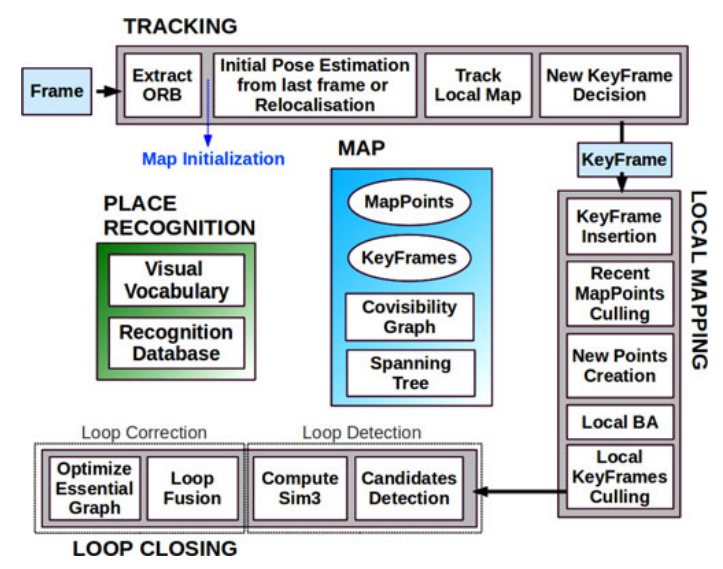 TRACKING
Frame
Extract
ORB
Initial Pose Estimation
from last frame or
Relocalisation
Track
Local Map
New KeyFrame
Decision
Map Initialization
KeyFrame
MAP
MapPoints
KeyFrames
Covisibility
Graph
Spanning
Tree
PLACE
RECOGNITION
Visual
Vocabulary
Recognition
Database
LOCAL MAPPING
KeyFrame
Insertion
Recent
MapPoints
Culling
New Points
Creation
Local BA
Local
KeyFrames
Culling
Loop Correction
Loop Detection
Optimize
Essential
Graph
Loop
Fusion
Compute
Sim3
Candidates
Detection
LOOP CLOSING